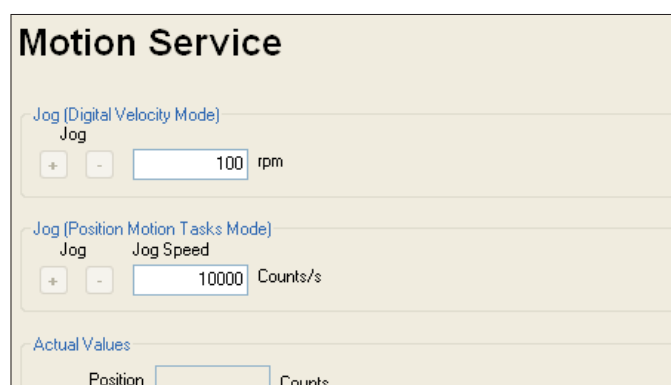 Motion Service
Jog (Digital Velocity Mode)
Jog
+ - 100 rpm
Jog (Position Motion Tasks Mode)
Jog Jog Speed
+ - 10000 Counts/s
Actual Values
Position Counts